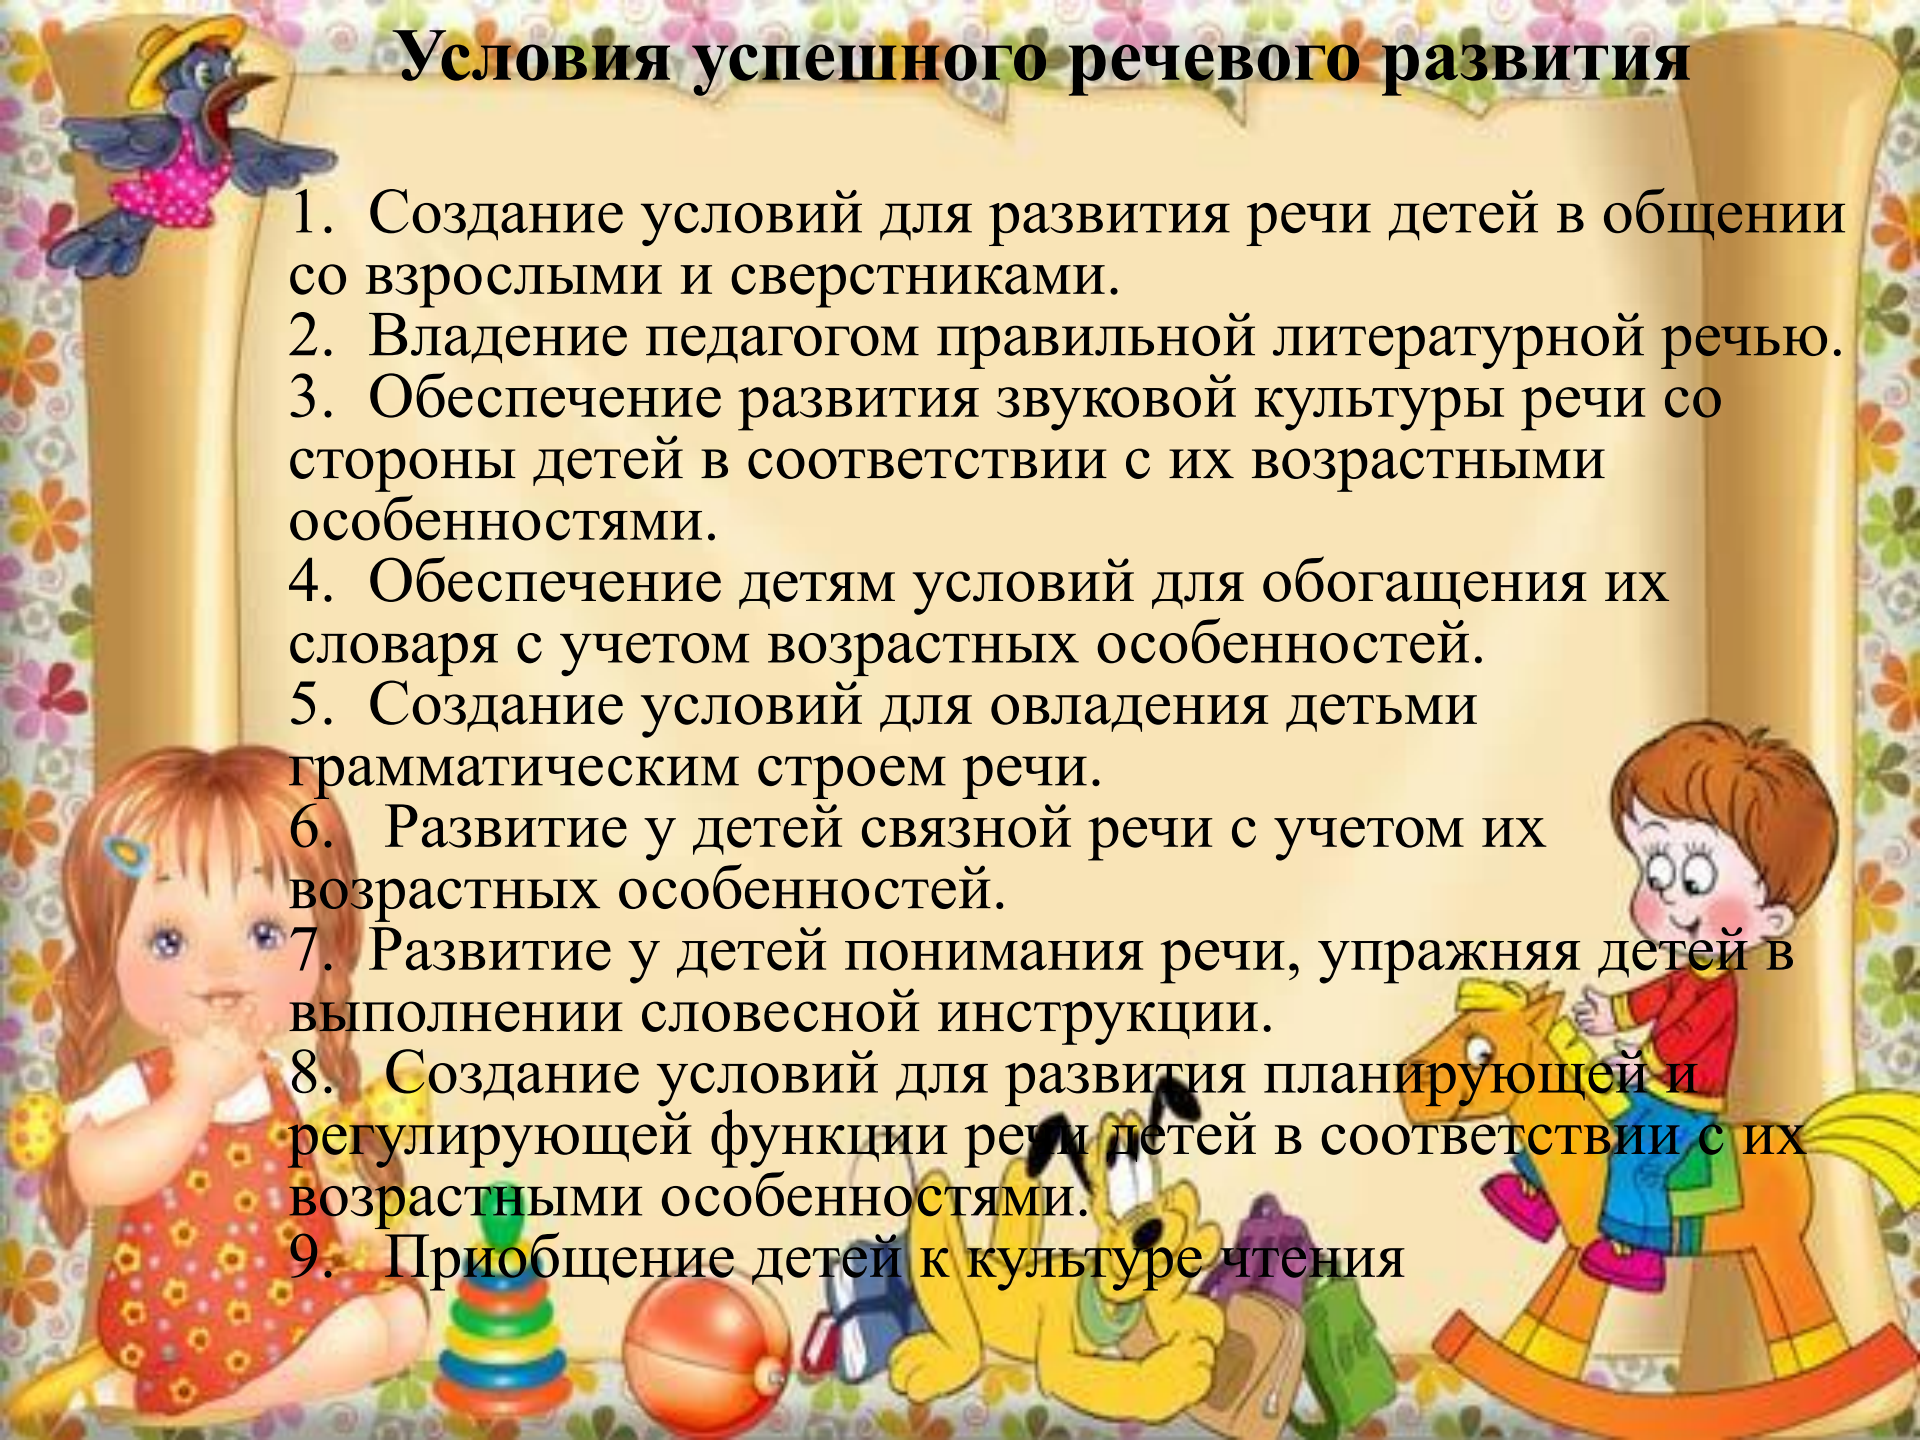 Условия успешного речевого развития
1. Создание условий для развития речи детей в общении
со взрослыми и сверстниками.
2. Владение педагогом правильной литературной речью.
3. Обеспечение развития звуковой культуры речи со
стороны детей в соответствии с их возрастными
особенностями.
4. Обеспечение детям условий для обогащения их
словаря с учетом возрастных особенностей.
5. Создание условий для овладения детьми
грамматическим строем речи.
6. Развитие у детей связной речи с учетом их
возрастных особенностей.
7. Развитие у детей понимания речи, упражняя детей в
выполнении словесной инструкции.
8. Создание условий для развития планирующей и
регулирующей функции речи детей в соответствии с их
возрастными особенностями.
9. Приобщение детей к культуре чтения